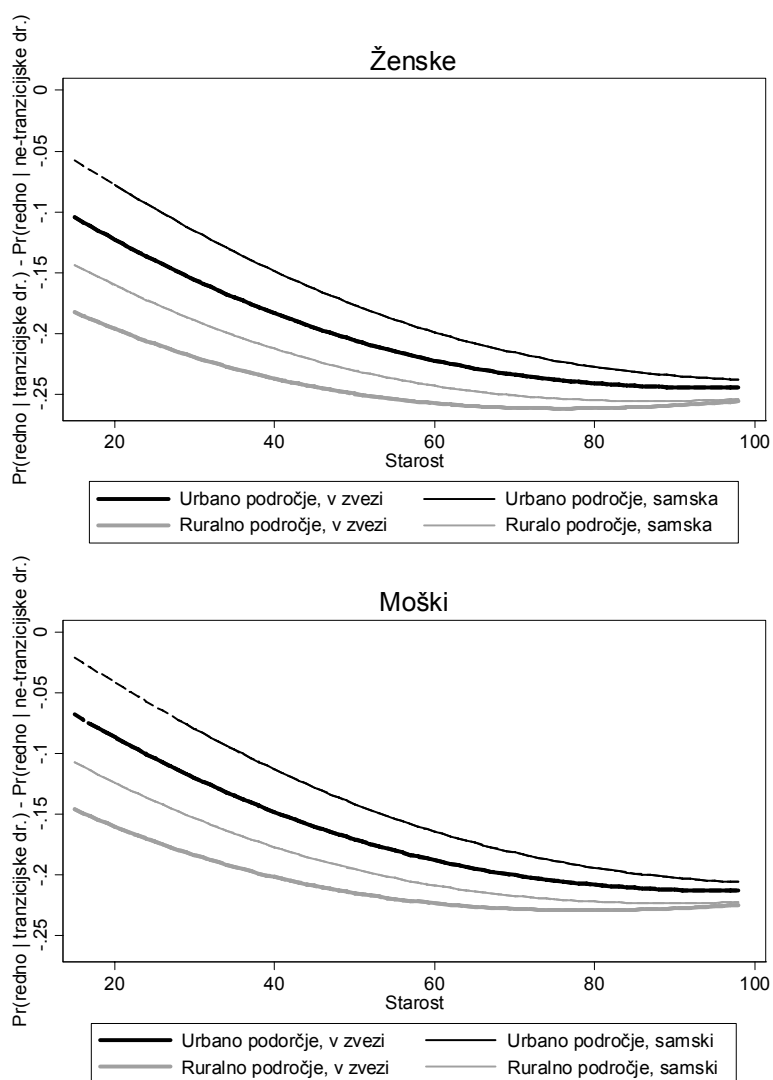 Ženske
Pr(redno | tranzicijske dr.) - Pr(redno | ne-tranzicijske dr.)
0
-.05
-.1
-.15
-.2
-.25
20 40 60 80 100
Starost
Urbano področje, v zvezi Urbano področje, samska
Ruralno področje, v zvezi Ruralo področje, samska
Moški
Pr(redno | tranzicijske dr.) - Pr(redno | ne-tranzicijske dr.)
0
-.05
-.1
-.15
-.2
-.25
20 40 60 80 100
Starost
Urbano podorčje, v zvezi Urbano področje, samski
Ruralno področje, v zvezi Ruralno področje, samski